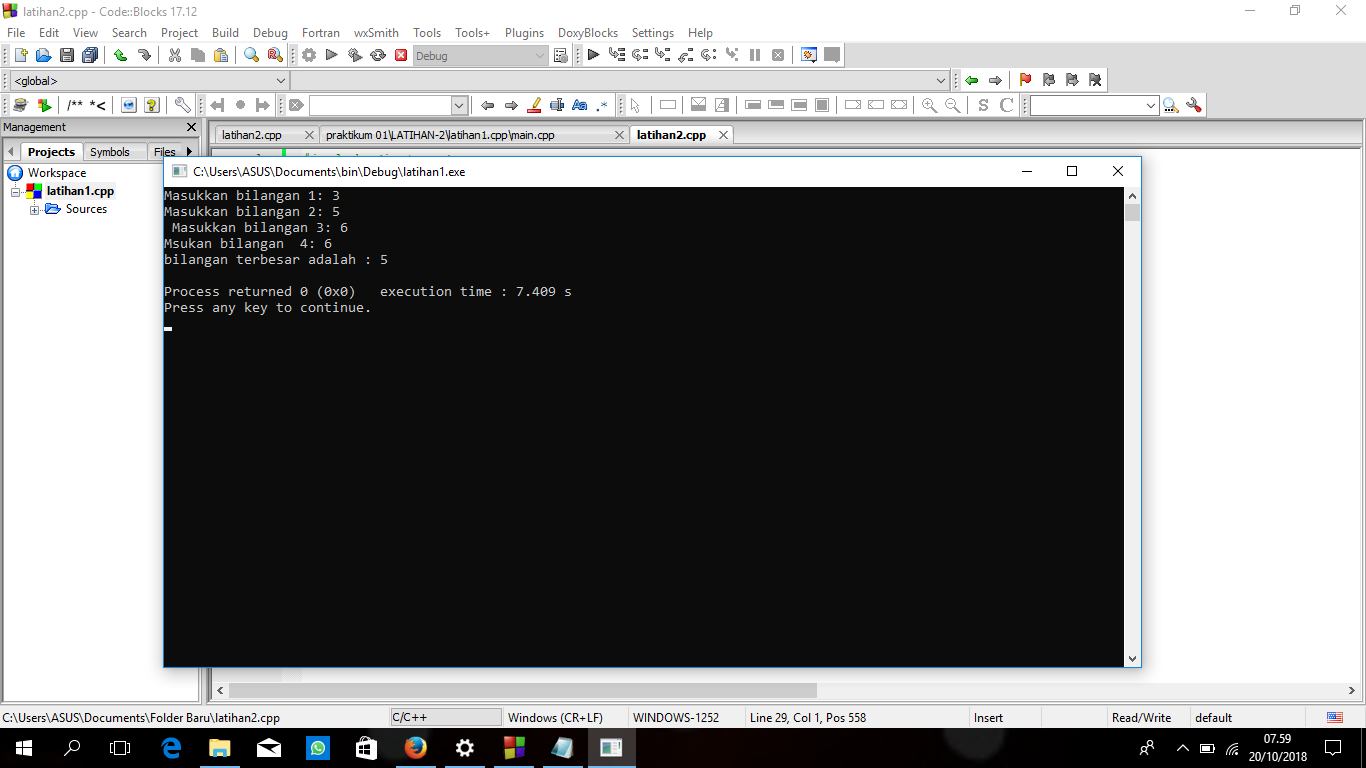 latihan2.cpp - Code::Blocks 17.12
File Edit View Search Project Build Debug Fortran wxSmith Tools Tools+ Plugins DoxyBlocks Settings Help
Debug
<global>
/** *<
Aa .*
S C
Management
Projects Symbols Files
latihan2.cpp praktikum 01\LATIHAN-2\latihan1.cpp\main.cpp latihan2.cpp
Workspace
latihan1.cpp
Sources
C:\Users\ASUS\Documents\bin\Debug\latihan1.exe
Masukkan bilangan 1: 3
Masukkan bilangan 2: 5
Masukkan bilangan 3: 6
Msukan bilangan  4: 6
bilangan terbesar adalah : 5
Process returned 0 (0x0)   execution time : 7.409 s
Press any key to continue.
C:\Users\ASUS\Documents\Folder Baru\latihan2.cpp C/C++ Windows (CR+LF) WINDOWS-1252 Line 29, Col 1, Pos 558 Insert Read/Write default
07.59
20/10/2018